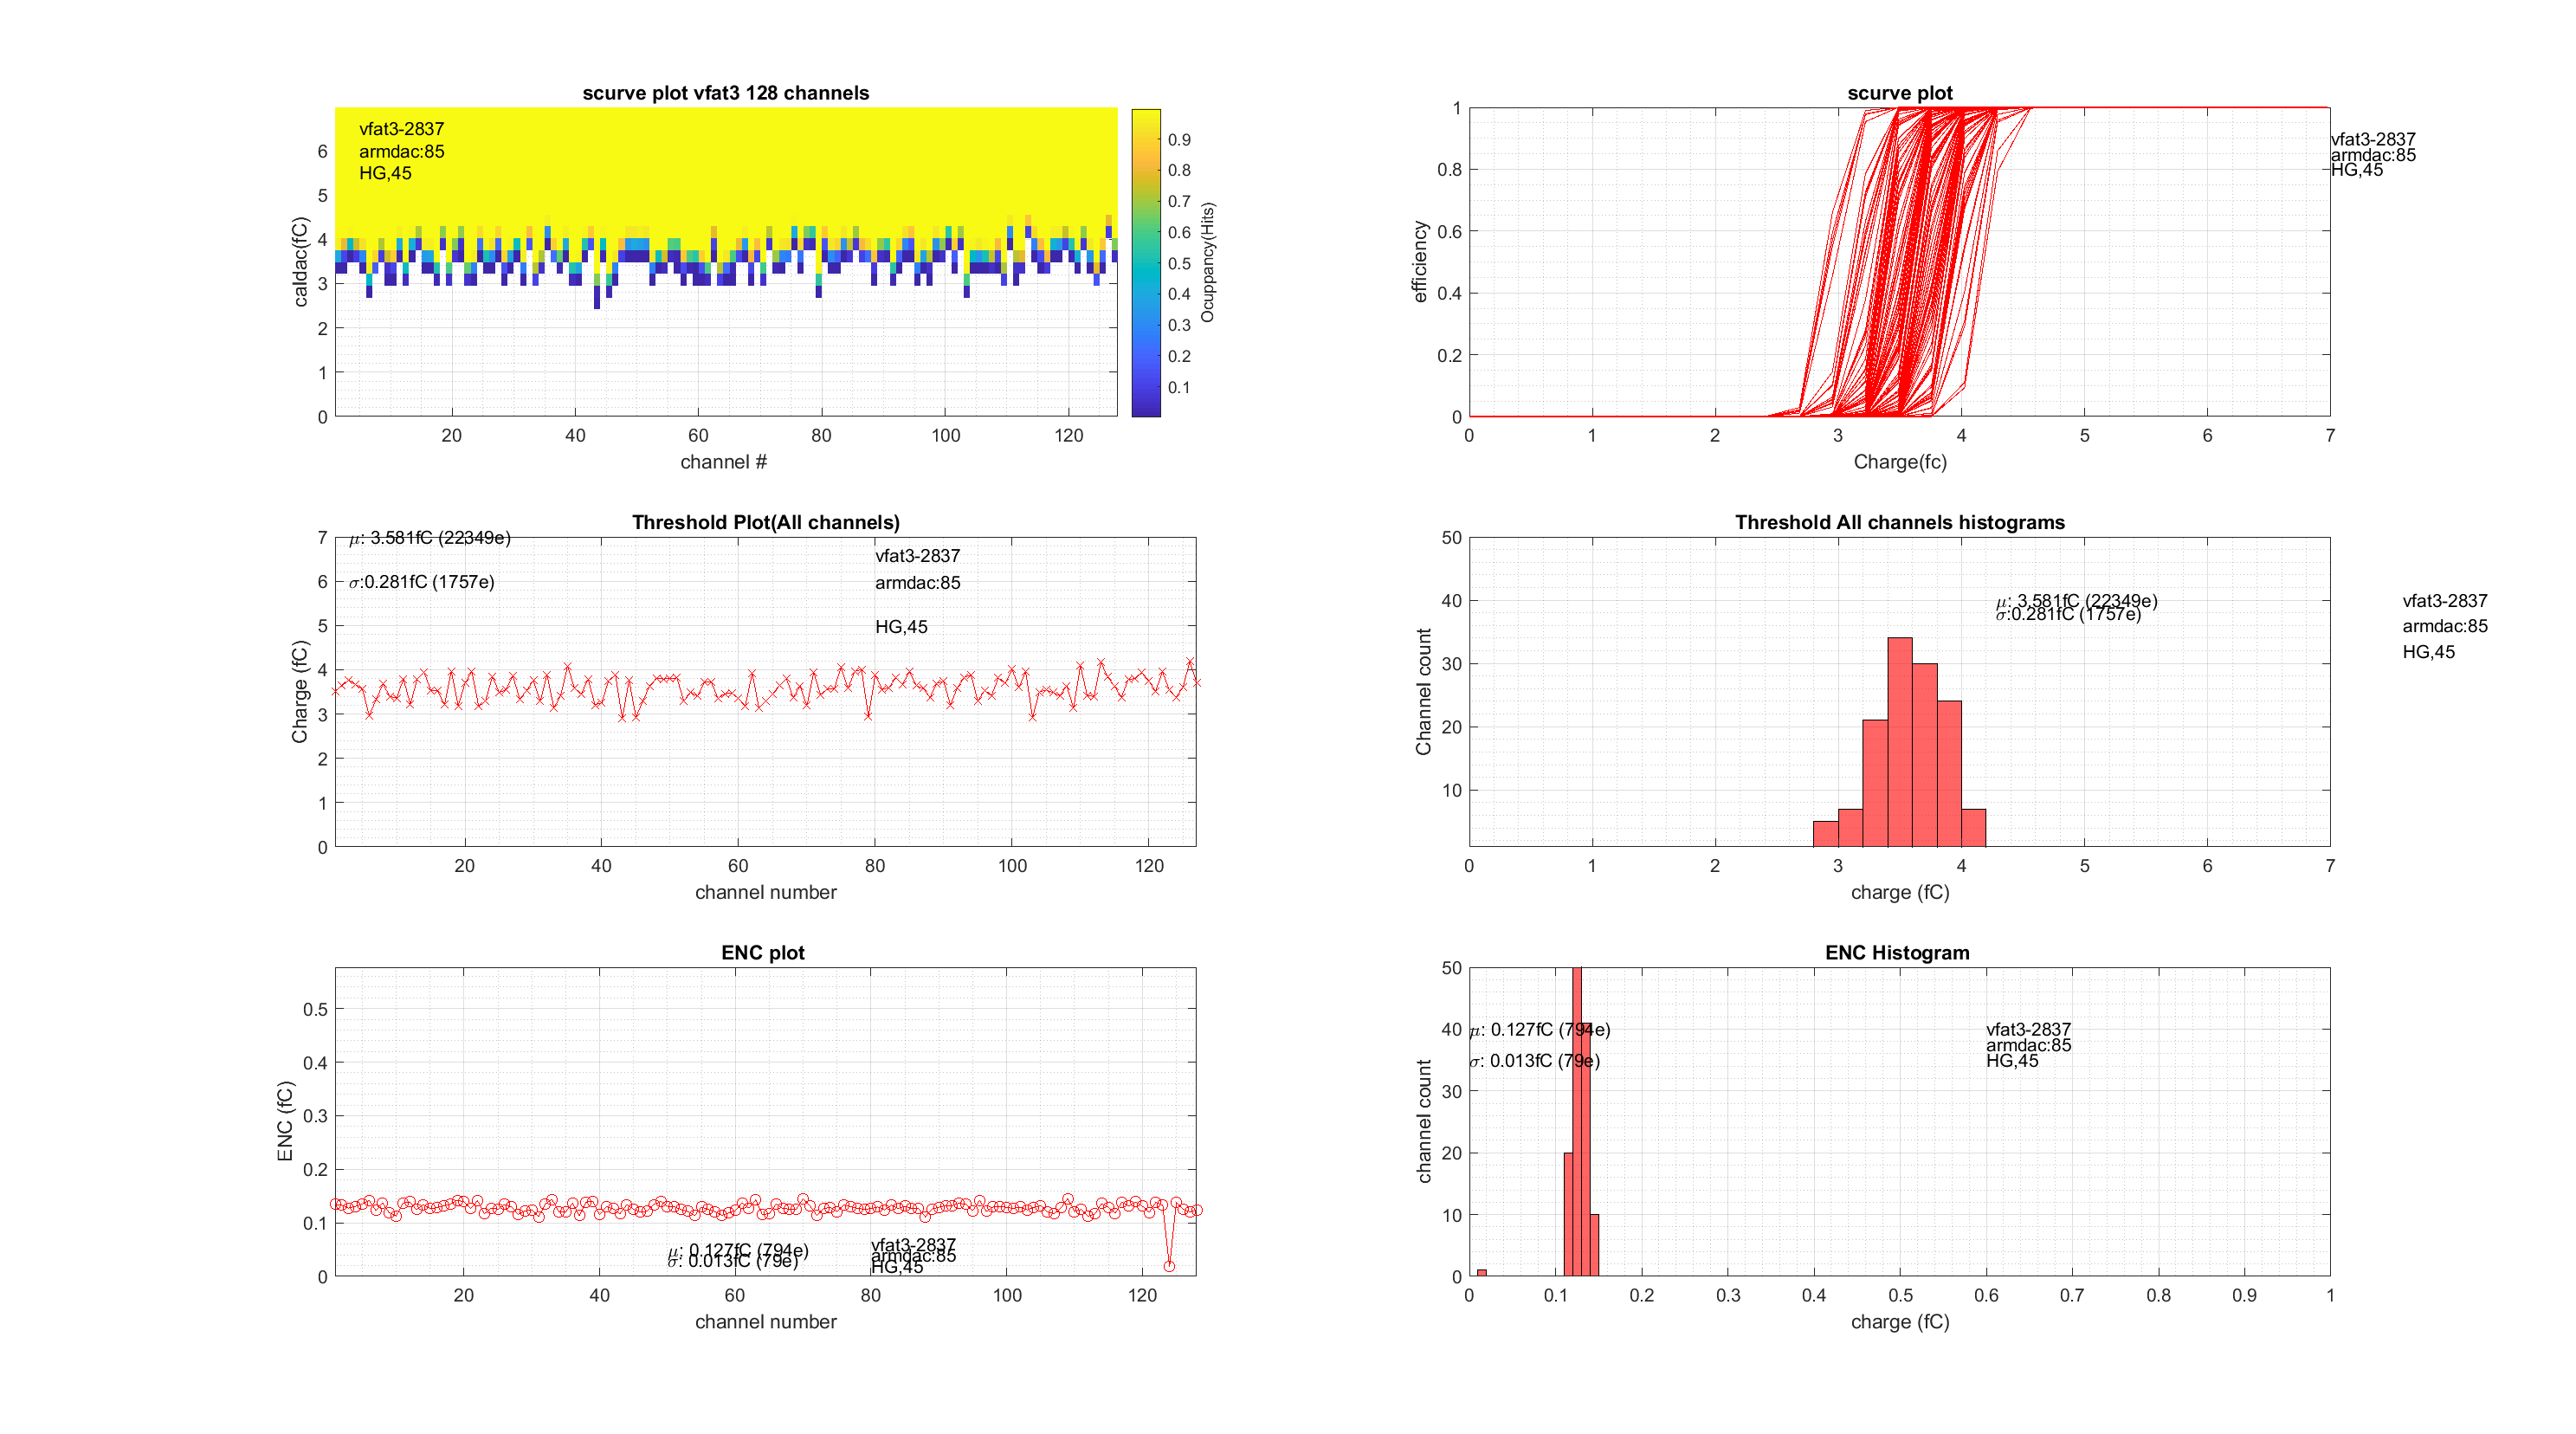 scurve plot vfat3 128 channels
vfat3-2837
armdac:85
HG,45
caldac(fC)
6
5
4
3
2
1
0
20
40
60
80
100
120
channel #
0.9
0.8
0.7
0.6
0.5
0.4
0.3
0.2
0.1
Ocuppancy(Hits)
scurve plot
vfat3-2837
armdac:85
HG,45
efficiency
1
0.8
0.6
0.4
0.2
0
0
1
2
3
4
5
6
7
Charge(fc)
Threshold Plot(All channels)
μ: 3.581fC (22349e)
σ:0.281fC (1757e)
vfat3-2837
armdac:85
HG,45
Charge (fC)
7
6
5
4
3
2
1
0
20
40
60
80
100
120
channel number
Threshold All channels histograms
μ: 3.581fC (22349e)
σ:0.281fC (1757e)
vfat3-2837
armdac:85
HG,45
Channel count
50
40
30
20
10
0
1
2
3
4
5
6
7
charge (fC)
ENC plot
ENC (fC)
0.5
0.4
0.3
0.2
0.1
0
μ: 0.127fC (794e)
σ: 0.013fC (79e)
vfat3-2837
armdac:85
HG,45
20
40
60
80
100
120
channel number
ENC Histogram
μ: 0.127fC (794e)
σ: 0.013fC (79e)
vfat3-2837
armdac:85
HG,45
channel count
50
40
30
20
10
0
0
0.1
0.2
0.3
0.4
0.5
0.6
0.7
0.8
0.9
1
charge (fC)